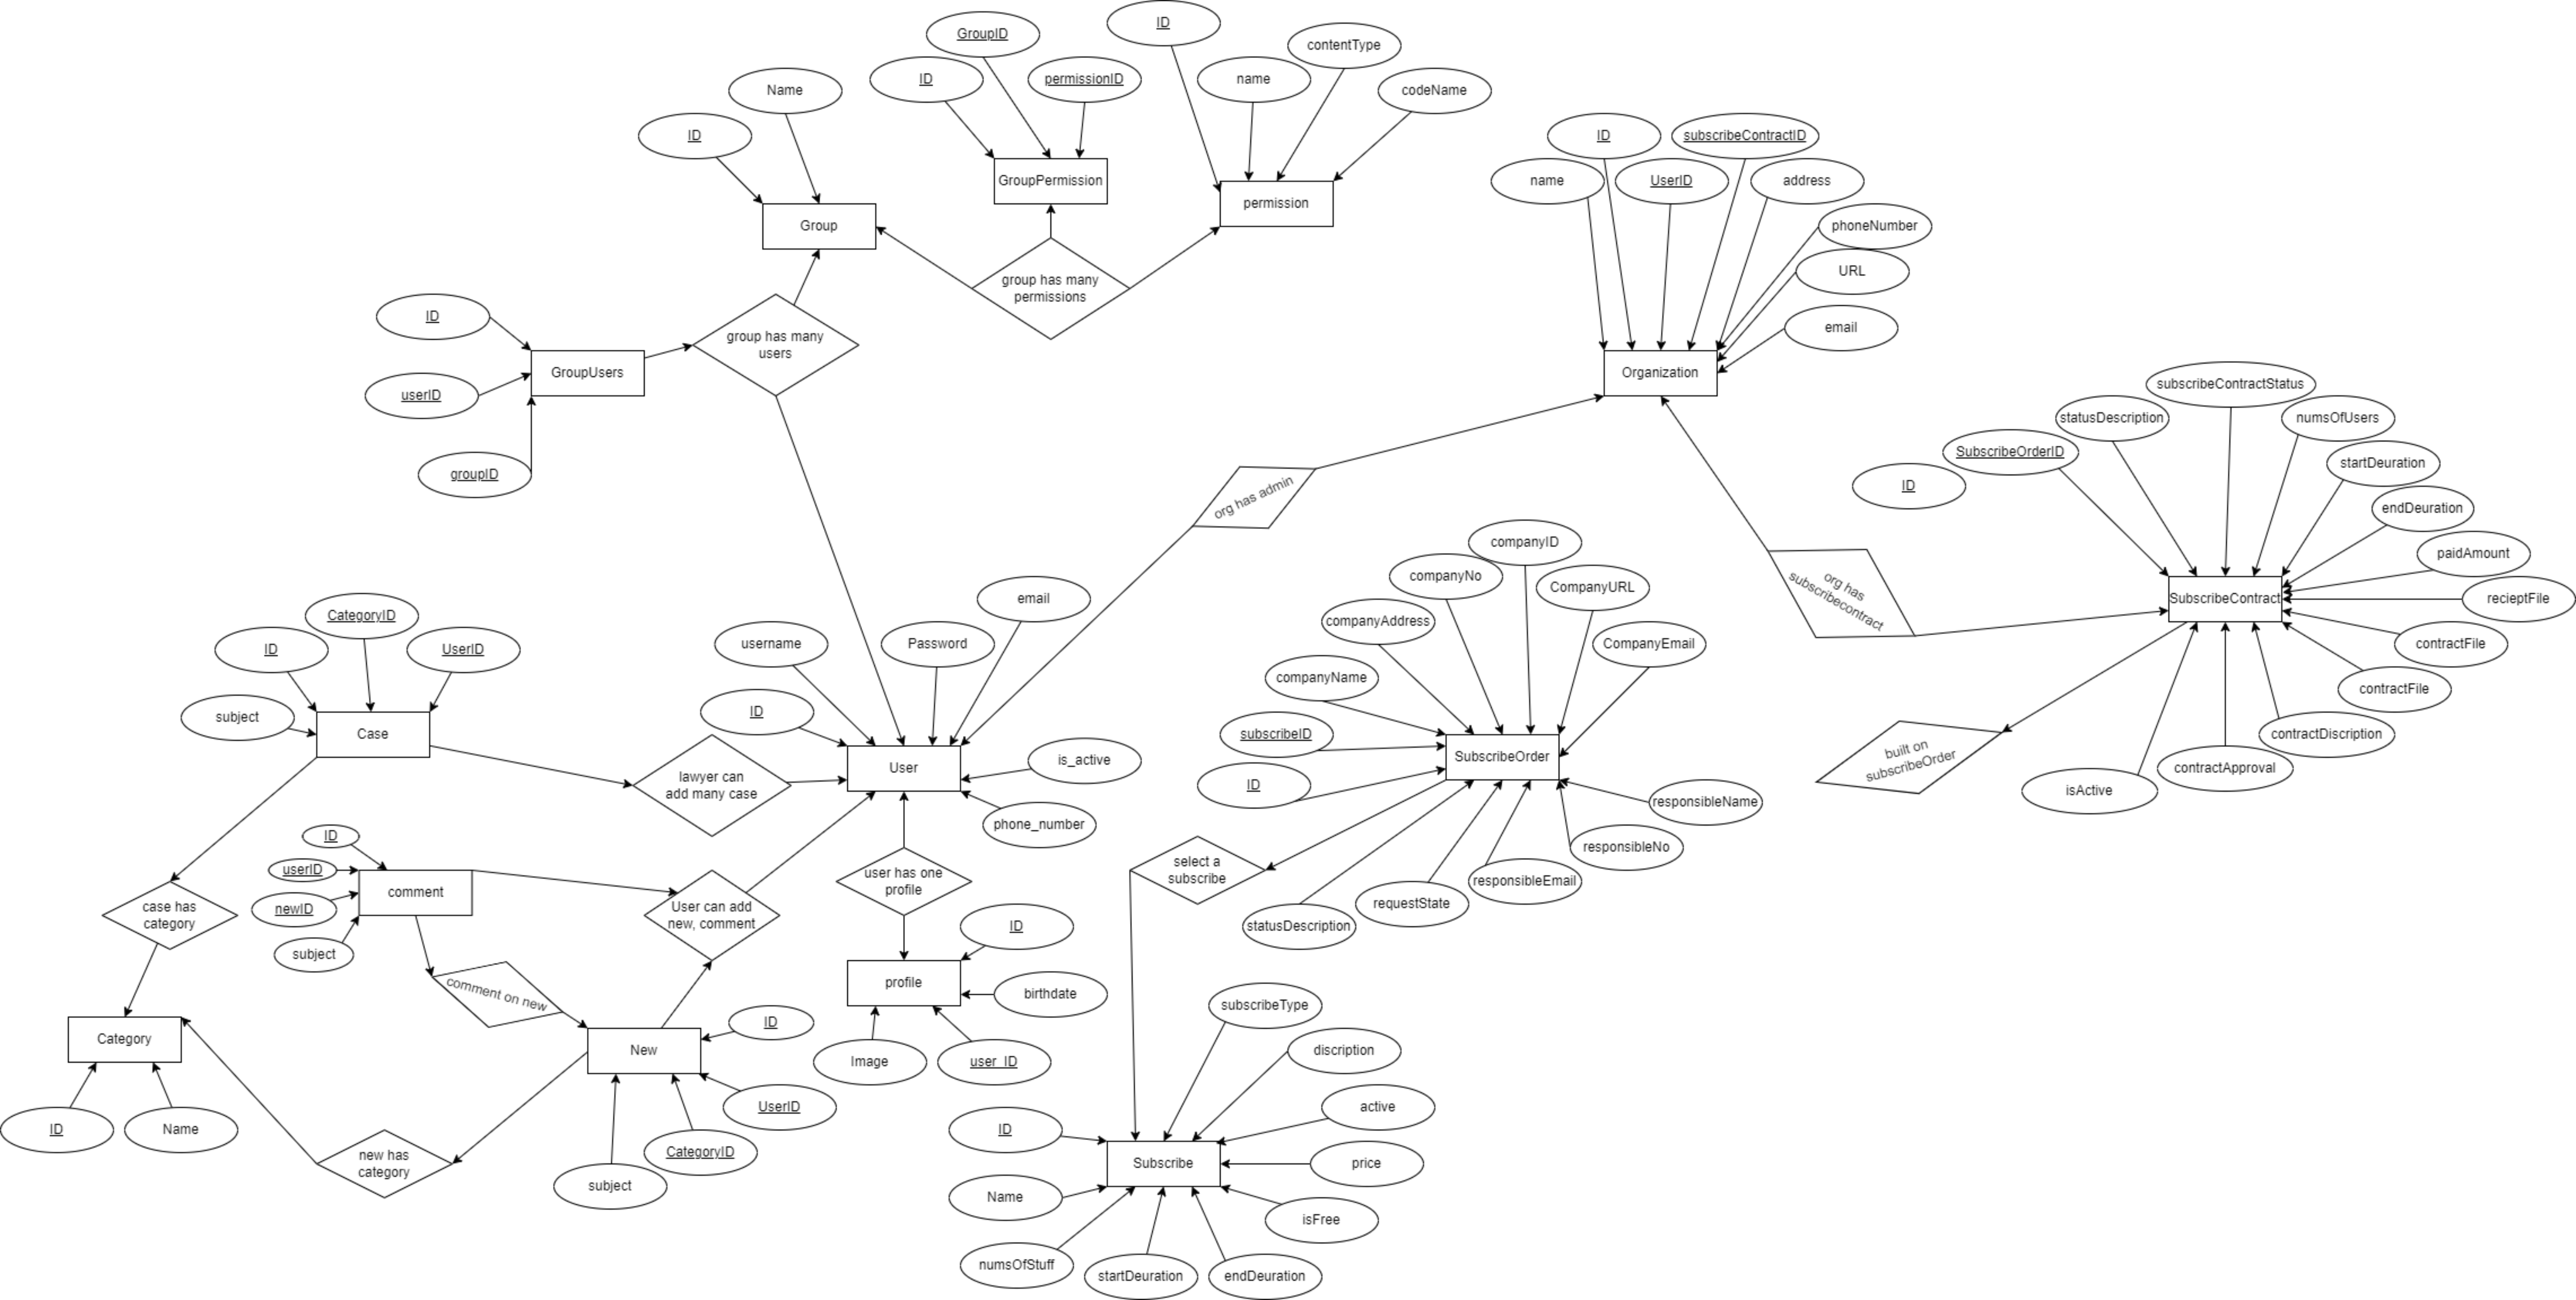 ID
contentType
GroupID
ID
permissionID
name
codeName
Name
ID
GroupPermission
permission
Group
group has many
permissions
ID
subscribeContractID
name
UserID
address
phoneNumber
URL
email
Organization
ID
userID
groupID
GroupUsers
group has many
users
org has admin
subscribeContractStatus
statusDescription
numsOfUsers
SubscribeOrderID
startDeuration
ID
endDeuration
paidAmount
recieptFile
SubscribeContract
contractFile
contractFile
contractDiscription
contractApproval
isActive
org has
subscribecontract
built on
subscribeOrder
companyID
companyNo
CompanyURL
companyAddress
CompanyEmail
companyName
subscribeID
ID
SubscribeOrder
responsibleName
responsibleNo
responsibleEmail
requestState
statusDescription
select a
subscribe
email
username
Password
ID
User
is_active
phone_number
CategoryID
ID
UserID
subject
Case
lawyer can
add many case
ID
userID
newID
subject
comment
User can add
new, comment
user has one
profile
case has
category
comment on new
ID
birthdate
profile
Image
user_ID
Category
ID
Name
New
ID
UserID
CategoryID
subject
new has
category
subscribeType
discription
active
ID
Subscribe
price
Name
isFree
numsOfStuff
startDeuration
endDeuration